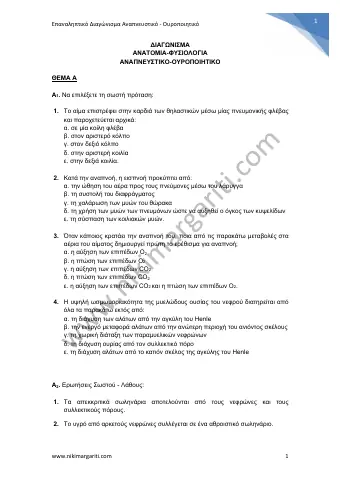 Επαναληπτικό Διαγώνισμα Αναπνευστικό - Ουροποιητικό
1
ΔΙΑΓΩΝΙΣΜΑ
ΑΝΑΤΟΜΙΑ-ΦΥΣΙΟΛΟΓΙΑ
ΑΝΑΠΝΕΥΣΤΙΚΟ-ΟΥΡΟΠΟΙΗΤΙΚΟ
ΘΕΜΑ Α
Α₁. Να επιλέξετε τη σωστή πρόταση:
1. Το αίμα επιστρέφει στην καρδιά των θηλαστικών μέσω μίας πνευμονικής φλέβας
και παροχετεύεται αρχικά:
α. σε μία κοίλη φλέβα
β. στον αριστερό κόλπο
γ. στον δεξιό κόλπο
δ. στην αριστερή κοιλία
ε. στην δεξιά κοιλία.
2. Κατά την αναπνοή, η εισπνοή προκύπτει από:
α. την ώθηση του αέρα προς τους πνεύμονες μέσω του λάρυγγα
β. τη συστολή του διαφράγματος
γ. τη χαλάρωση των μυών του θώρακα
δ. τη χρήση των μυών των πνευμόνων ώστε να αυξηθεί ο όγκος των κυψελίδων
ε. τη σύσπαση των κοιλιακών μυών.
3. Όταν κάποιος κρατάει την αναπνοή του, ποια από τις παρακάτω μεταβολές στα
αέρια του αίματος δημιουργεί πρώτη το ερέθισμα για αναπνοή;
α. η αύξηση των επιπέδων O₂
β. η πτώση των επιπέδων O₂
γ. η αύξηση των επιπέδων CO₂
δ. η πτώση των επιπέδων CO₂
ε. η αύξηση των επιπέδων CO₂ και η πτώση των επιπέδων O₂.
4. Η υψηλή ωσμωμοριακότητα της μυελώδους ουσίας του νεφρού διατηρείται από
όλα τα παρακάτω εκτός από:
α. τη διάχυση των αλάτων από την αγκύλη του Henle
β. την ενεργό μεταφορά αλάτων από την ανώτερη περιοχή του ανιόντος σκέλους
γ. τη χωρική διάταξη των παραμυελικών νεφρώνων
δ. τη διάχυση ουρίας από τον συλλεκτικό πόρο
ε. τη διάχυση αλάτων από το κατιόν σκέλος της αγκύλης του Henle
Α₂. Ερωτήσεις Σωστού - Λάθους:
1. Τα απεκκριτικά σωληνάρια αποτελούνται από τους νεφρώνες και τους
συλλεκτικούς πόρους.
2. Το υγρό από αρκετούς νεφρώνες συλλέγεται σε ένα αθροιστικό σωληνάριο.
www.nikimargariti.com
www.nikimargariti.com
1